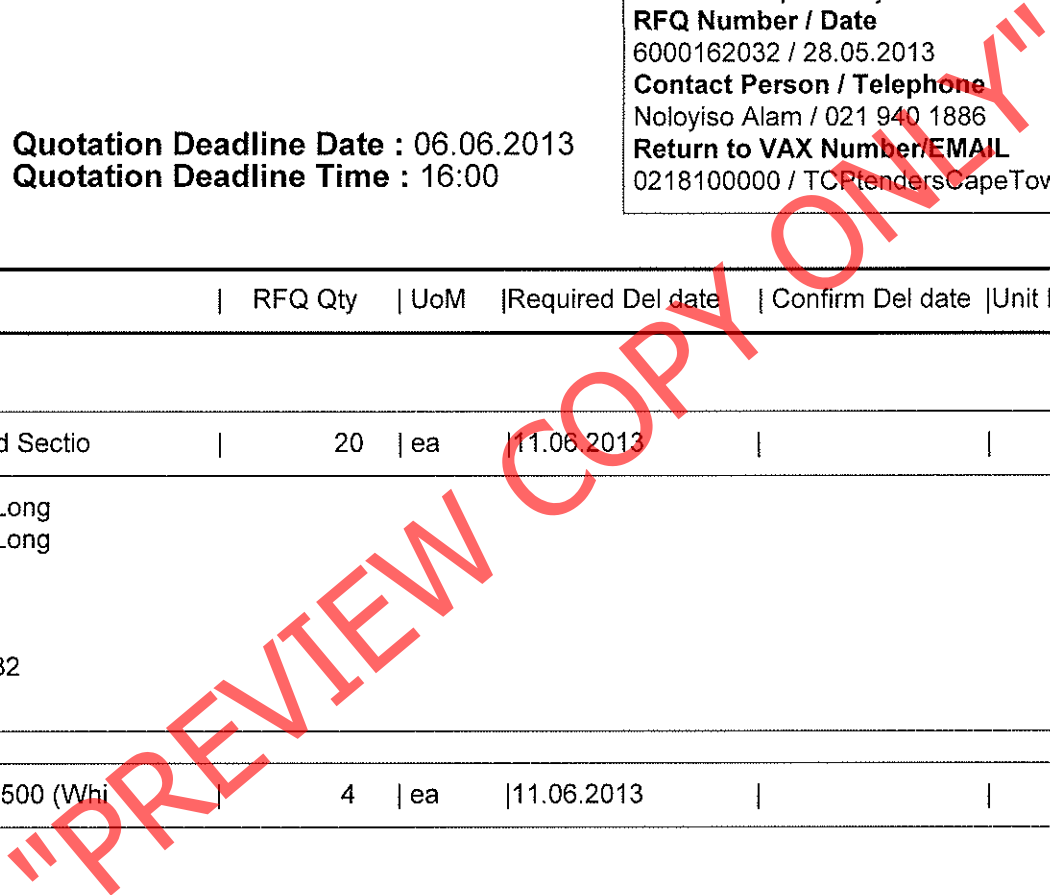 RFQ Number / Date
6000162032 / 28.05.2013
Contact Person / Telephone
Noloyiso Alam / 021 940 1886
Quotation Deadline Date : 06.06.2013
Return to VAX Number/EMAIL
Quotation Deadline Time : 16:00
0218100000 / TCPtendersCapeTow
| RFQ Qty | UoM |Required Del date | Confirm Del date |Unit
d Sectio | 20 | ea |11.06.2013 | |
Long
Long
32
500 (Whi | 4 | ea |11.06.2013 | |
"PREVIEW COPY ONLY"